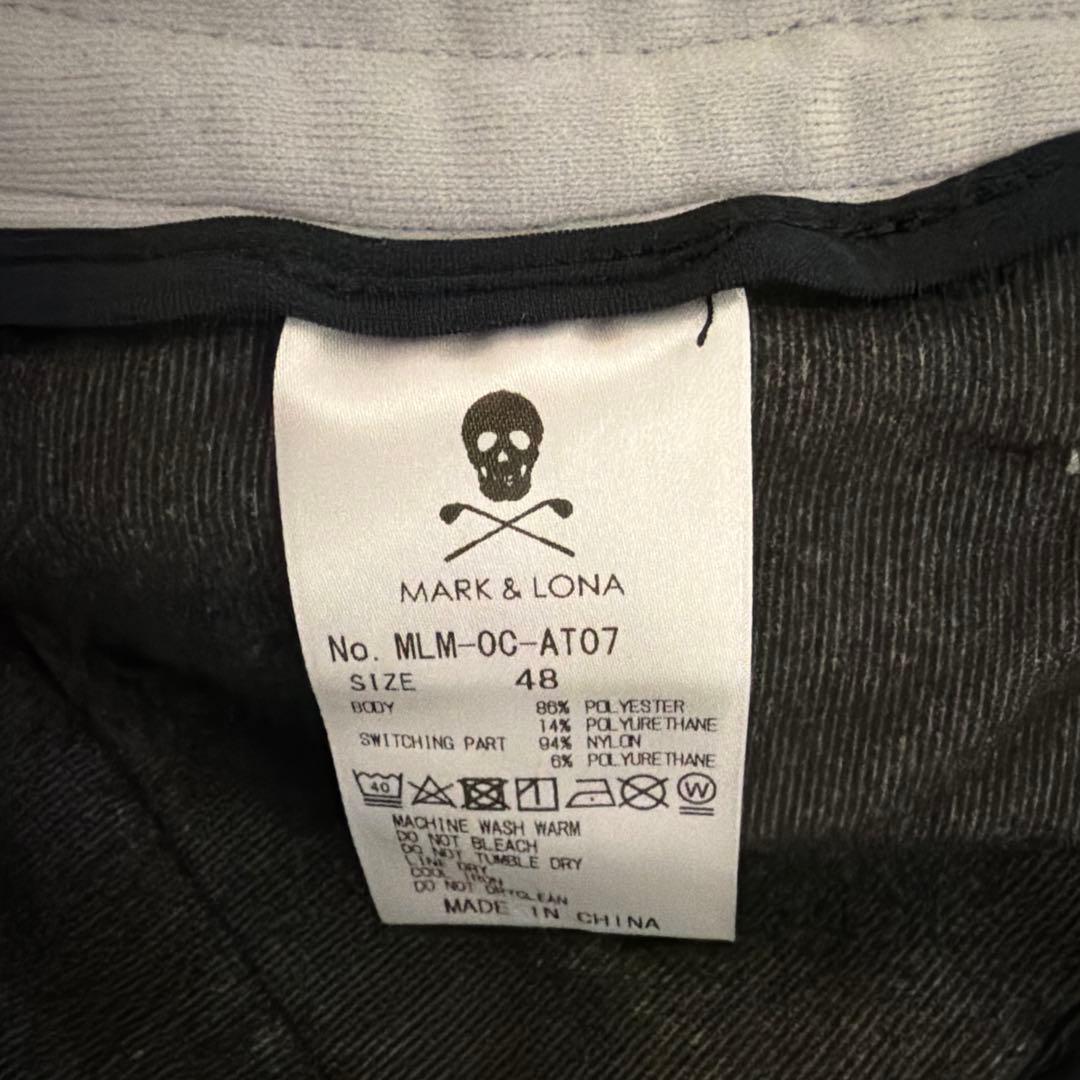 MARK & LONA
No. MLM-OC-AT07
SIZE 48
BODY 86% POLYESTER
14% POLYURETHANE
SWITCHING PART 94% NYLON
6% POLYURETHANE
40 W
MACHINE WASH WARM
DO NOT BLEACH
DO NOT TUMBLE DRY
LINE DRY
COOL IRON
DO NOT DRYCLEAN
MADE IN CHINA